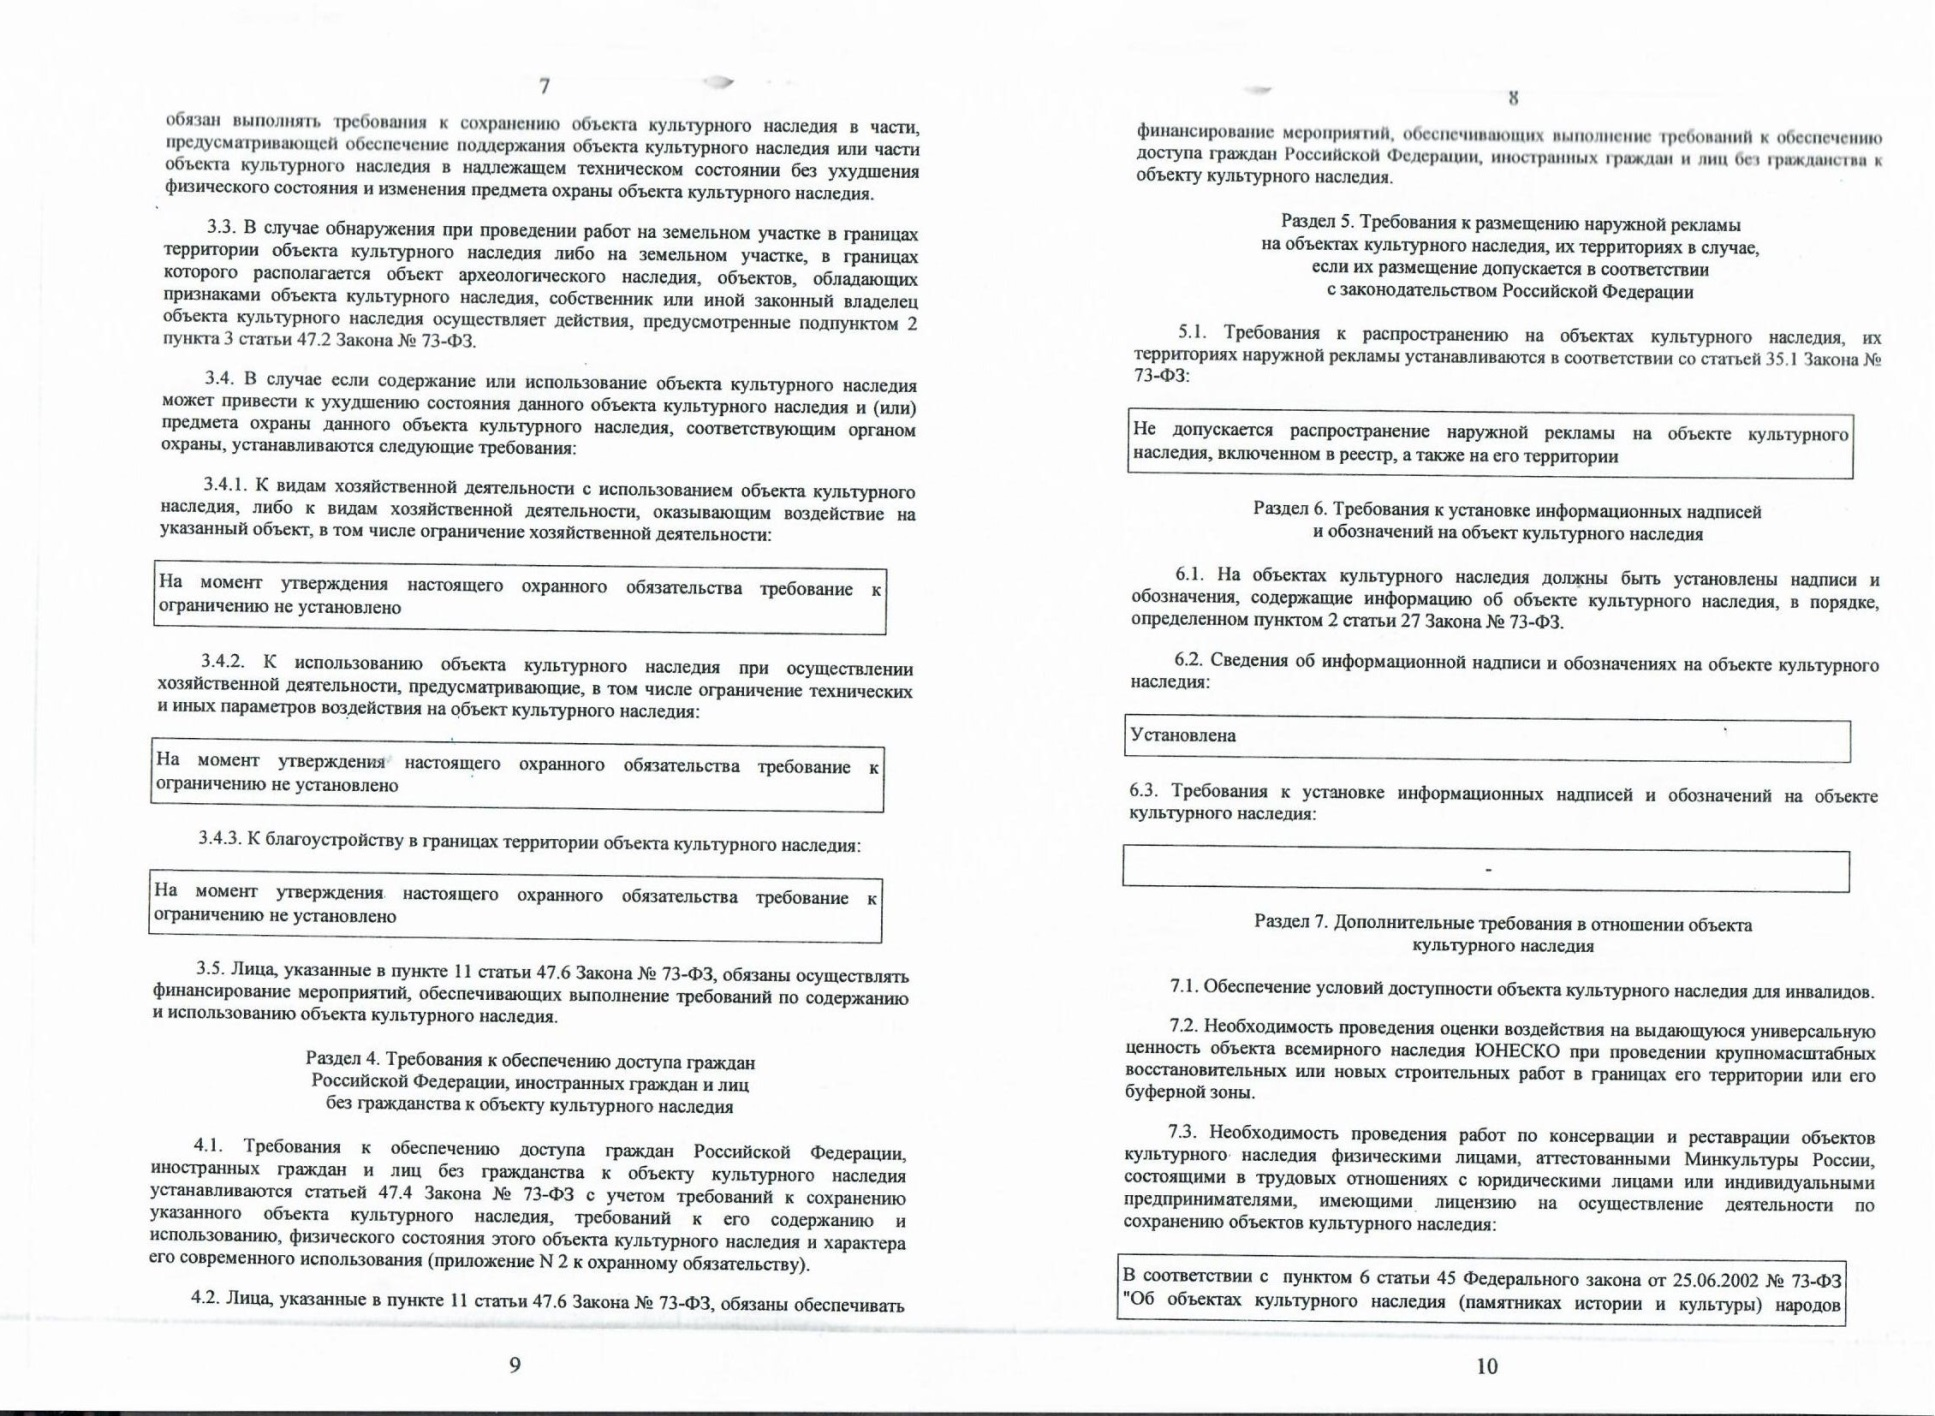 7
обязан выполнять требования к сохранению объекта культурного наследия в части,
предусматривающей обеспечение поддержания объекта культурного наследия или части
объекта культурного наследия в надлежащем техническом состоянии без ухудшения
физического состояния и изменения предмета охраны объекта культурного наследия.
3.3. В случае обнаружения при проведении работ на земельном участке в границах
территории объекта культурного наследия либо на земельном участке, в границах
которого располагается объект археологического наследия, объектов, обладающих
признаками объекта культурного наследия, собственник или иной законный владелец
объекта культурного наследия осуществляет действия, предусмотренные подпунктом 2
пункта 3 статьи 47.2 Закона № 73-ФЗ.
3.4. В случае если содержание или использование объекта культурного наследия
может привести к ухудшению состояния данного объекта культурного наследия и (или)
предмета охраны данного объекта культурного наследия, соответствующим органом
охраны, устанавливаются следующие требования:
3.4.1. К видам хозяйственной деятельности с использованием объекта культурного
наследия, либо к видам хозяйственной деятельности, оказывающим воздействие на
указанный объект, в том числе ограничение хозяйственной деятельности:
На момент утверждения настоящего охранного обязательства требование к
ограничению не установлено
3.4.2. К использованию объекта культурного наследия при осуществлении
хозяйственной деятельности, предусматривающие, в том числе ограничение технических
и иных параметров воздействия на объект культурного наследия:
На момент утверждения настоящего охранного обязательства требование к
ограничению не установлено
3.4.3. К благоустройству в границах территории объекта культурного наследия:
На момент утверждения настоящего охранного обязательства требование к
ограничению не установлено
3.5. Лица, указанные в пункте 11 статьи 47.6 Закона № 73-ФЗ, обязаны осуществлять
финансирование мероприятий, обеспечивающих выполнение требований по содержанию
и использованию объекта культурного наследия.
Раздел 4. Требования к обеспечению доступа граждан
Российской Федерации, иностранных граждан и лиц
без гражданства к объекту культурного наследия
4.1. Требования к обеспечению доступа граждан Российской Федерации,
иностранных граждан и лиц без гражданства к объекту культурного наследия
устанавливаются статьей 47.4 Закона № 73-ФЗ с учетом требований к сохранению
указанного объекта культурного наследия, требований к его содержанию и
использованию, физического состояния этого объекта культурного наследия и характера
его современного использования (приложение N 2 к охранному обязательству).
4.2. Лица, указанные в пункте 11 статьи 47.6 Закона № 73-ФЗ, обязаны обеспечивать
9
8
финансирование мероприятий, обеспечивающих выполнение требований к обеспечению
доступа граждан Российской Федерации, иностранных граждан и лиц без гражданства к
объекту культурного наследия.
Раздел 5. Требования к размещению наружной рекламы
на объектах культурного наследия, их территориях в случае,
если их размещение допускается в соответствии
с законодательством Российской Федерации
5.1. Требования к распространению на объектах культурного наследия, их
территориях наружной рекламы устанавливаются в соответствии со статьей 35.1 Закона №
73-ФЗ:
Не допускается распространение наружной рекламы на объекте культурного
наследия, включенном в реестр, а также на его территории
Раздел 6. Требования к установке информационных надписей
и обозначений на объект культурного наследия
6.1. На объектах культурного наследия должны быть установлены надписи и
обозначения, содержащие информацию об объекте культурного наследия, в порядке,
определенном пунктом 2 статьи 27 Закона № 73-ФЗ.
6.2. Сведения об информационной надписи и обозначениях на объекте культурного
наследия:
Установлена
6.3. Требования к установке информационных надписей и обозначений на объекте
культурного наследия:
-
Раздел 7. Дополнительные требования в отношении объекта
культурного наследия
7.1. Обеспечение условий доступности объекта культурного наследия для инвалидов.
7.2. Необходимость проведения оценки воздействия на выдающуюся универсальную
ценность объекта всемирного наследия ЮНЕСКО при проведении крупномасштабных
восстановительных или новых строительных работ в границах его территории или его
буферной зоны.
7.3. Необходимость проведения работ по консервации и реставрации объектов
культурного наследия физическими лицами, аттестованными Минкультуры России,
состоящими в трудовых отношениях с юридическими лицами или индивидуальными
предпринимателями, имеющими лицензию на осуществление деятельности по
сохранению объектов культурного наследия:
В соответствии с пунктом 6 статьи 45 Федерального закона от 25.06.2002 № 73-ФЗ
"Об объектах культурного наследия (памятниках истории и культуры) народов
10